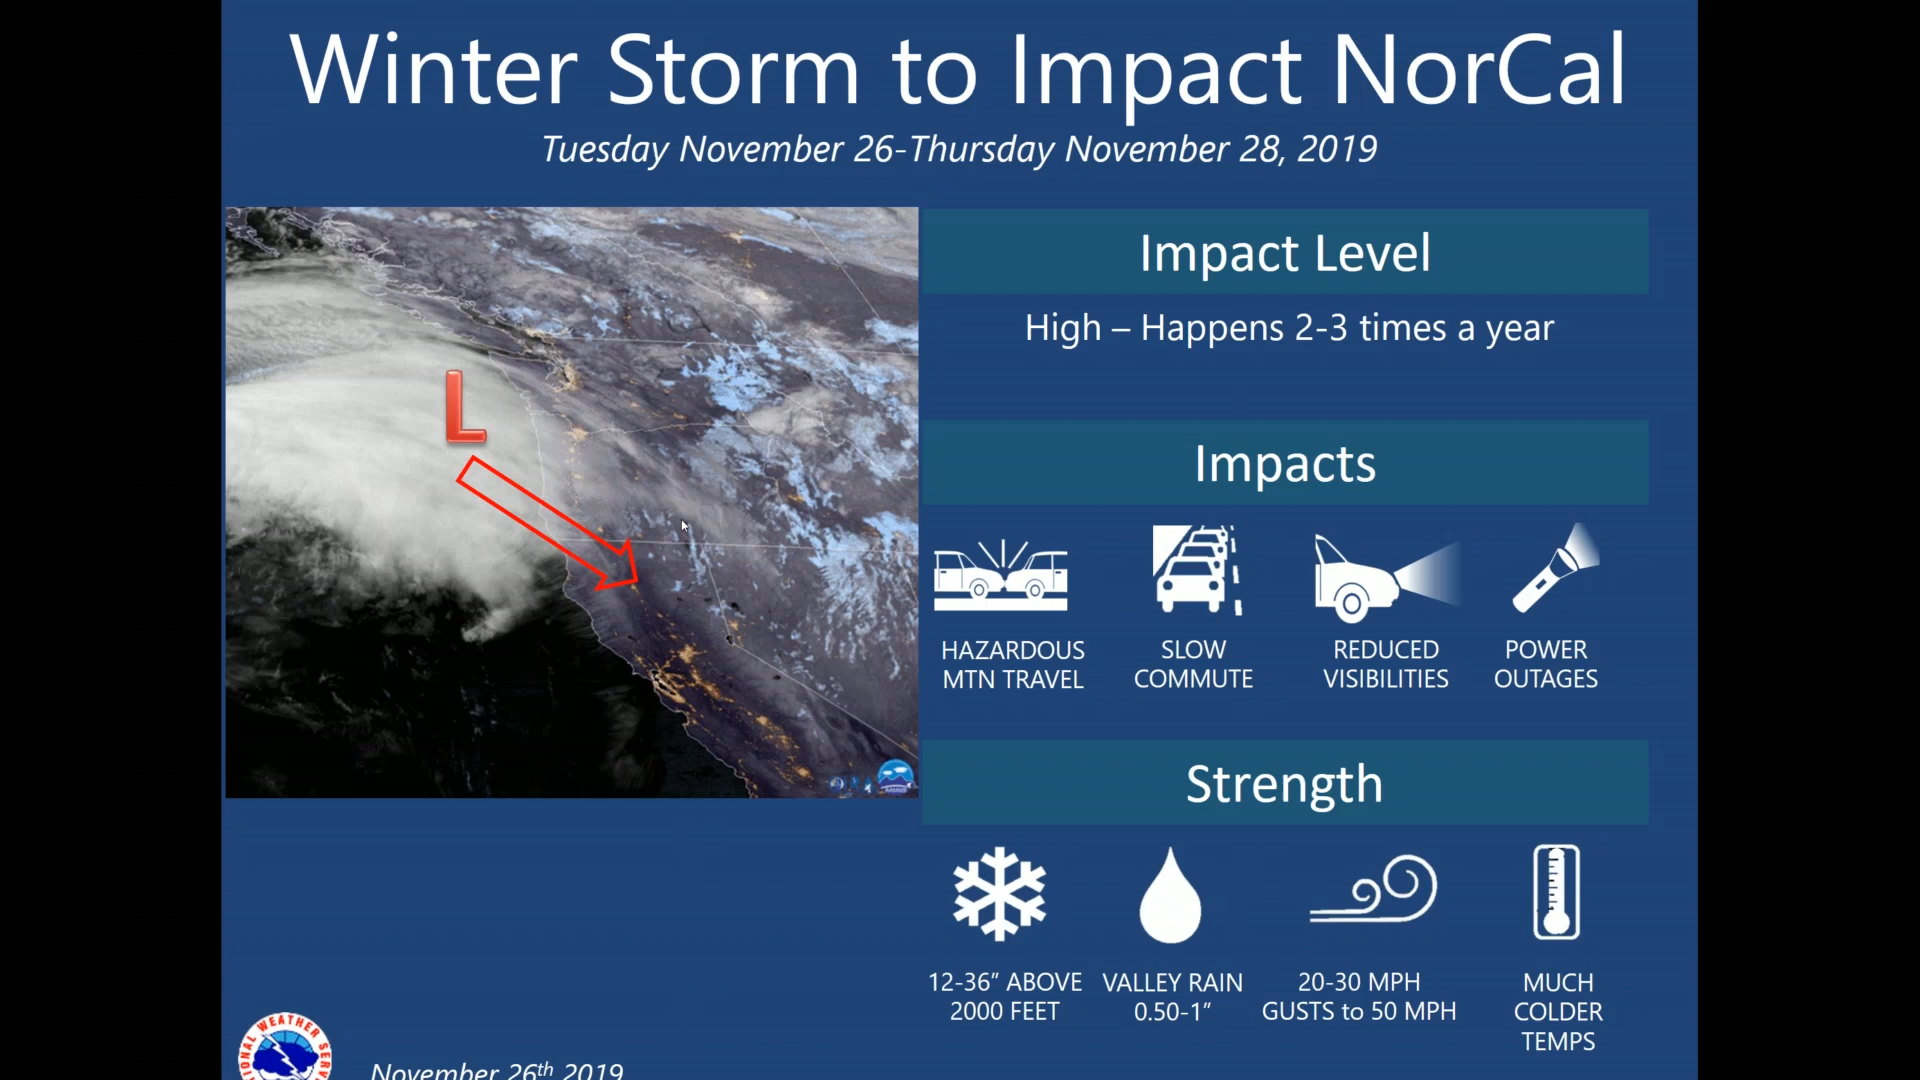 Winter Storm to Impact NorCal
Tuesday November 26-Thursday November 28, 2019
L
Impact Level
High – Happens 2-3 times a year
Impacts
HAZARDOUS
MTN TRAVEL
SLOW
COMMUTE
REDUCED
VISIBILITIES
POWER
OUTAGES
Strength
12-36" ABOVE
2000 FEET
VALLEY RAIN
0.50-1"
20-30 MPH
GUSTS to 50 MPH
MUCH
COLDER
TEMPS
WEATHER
November 26th 2019